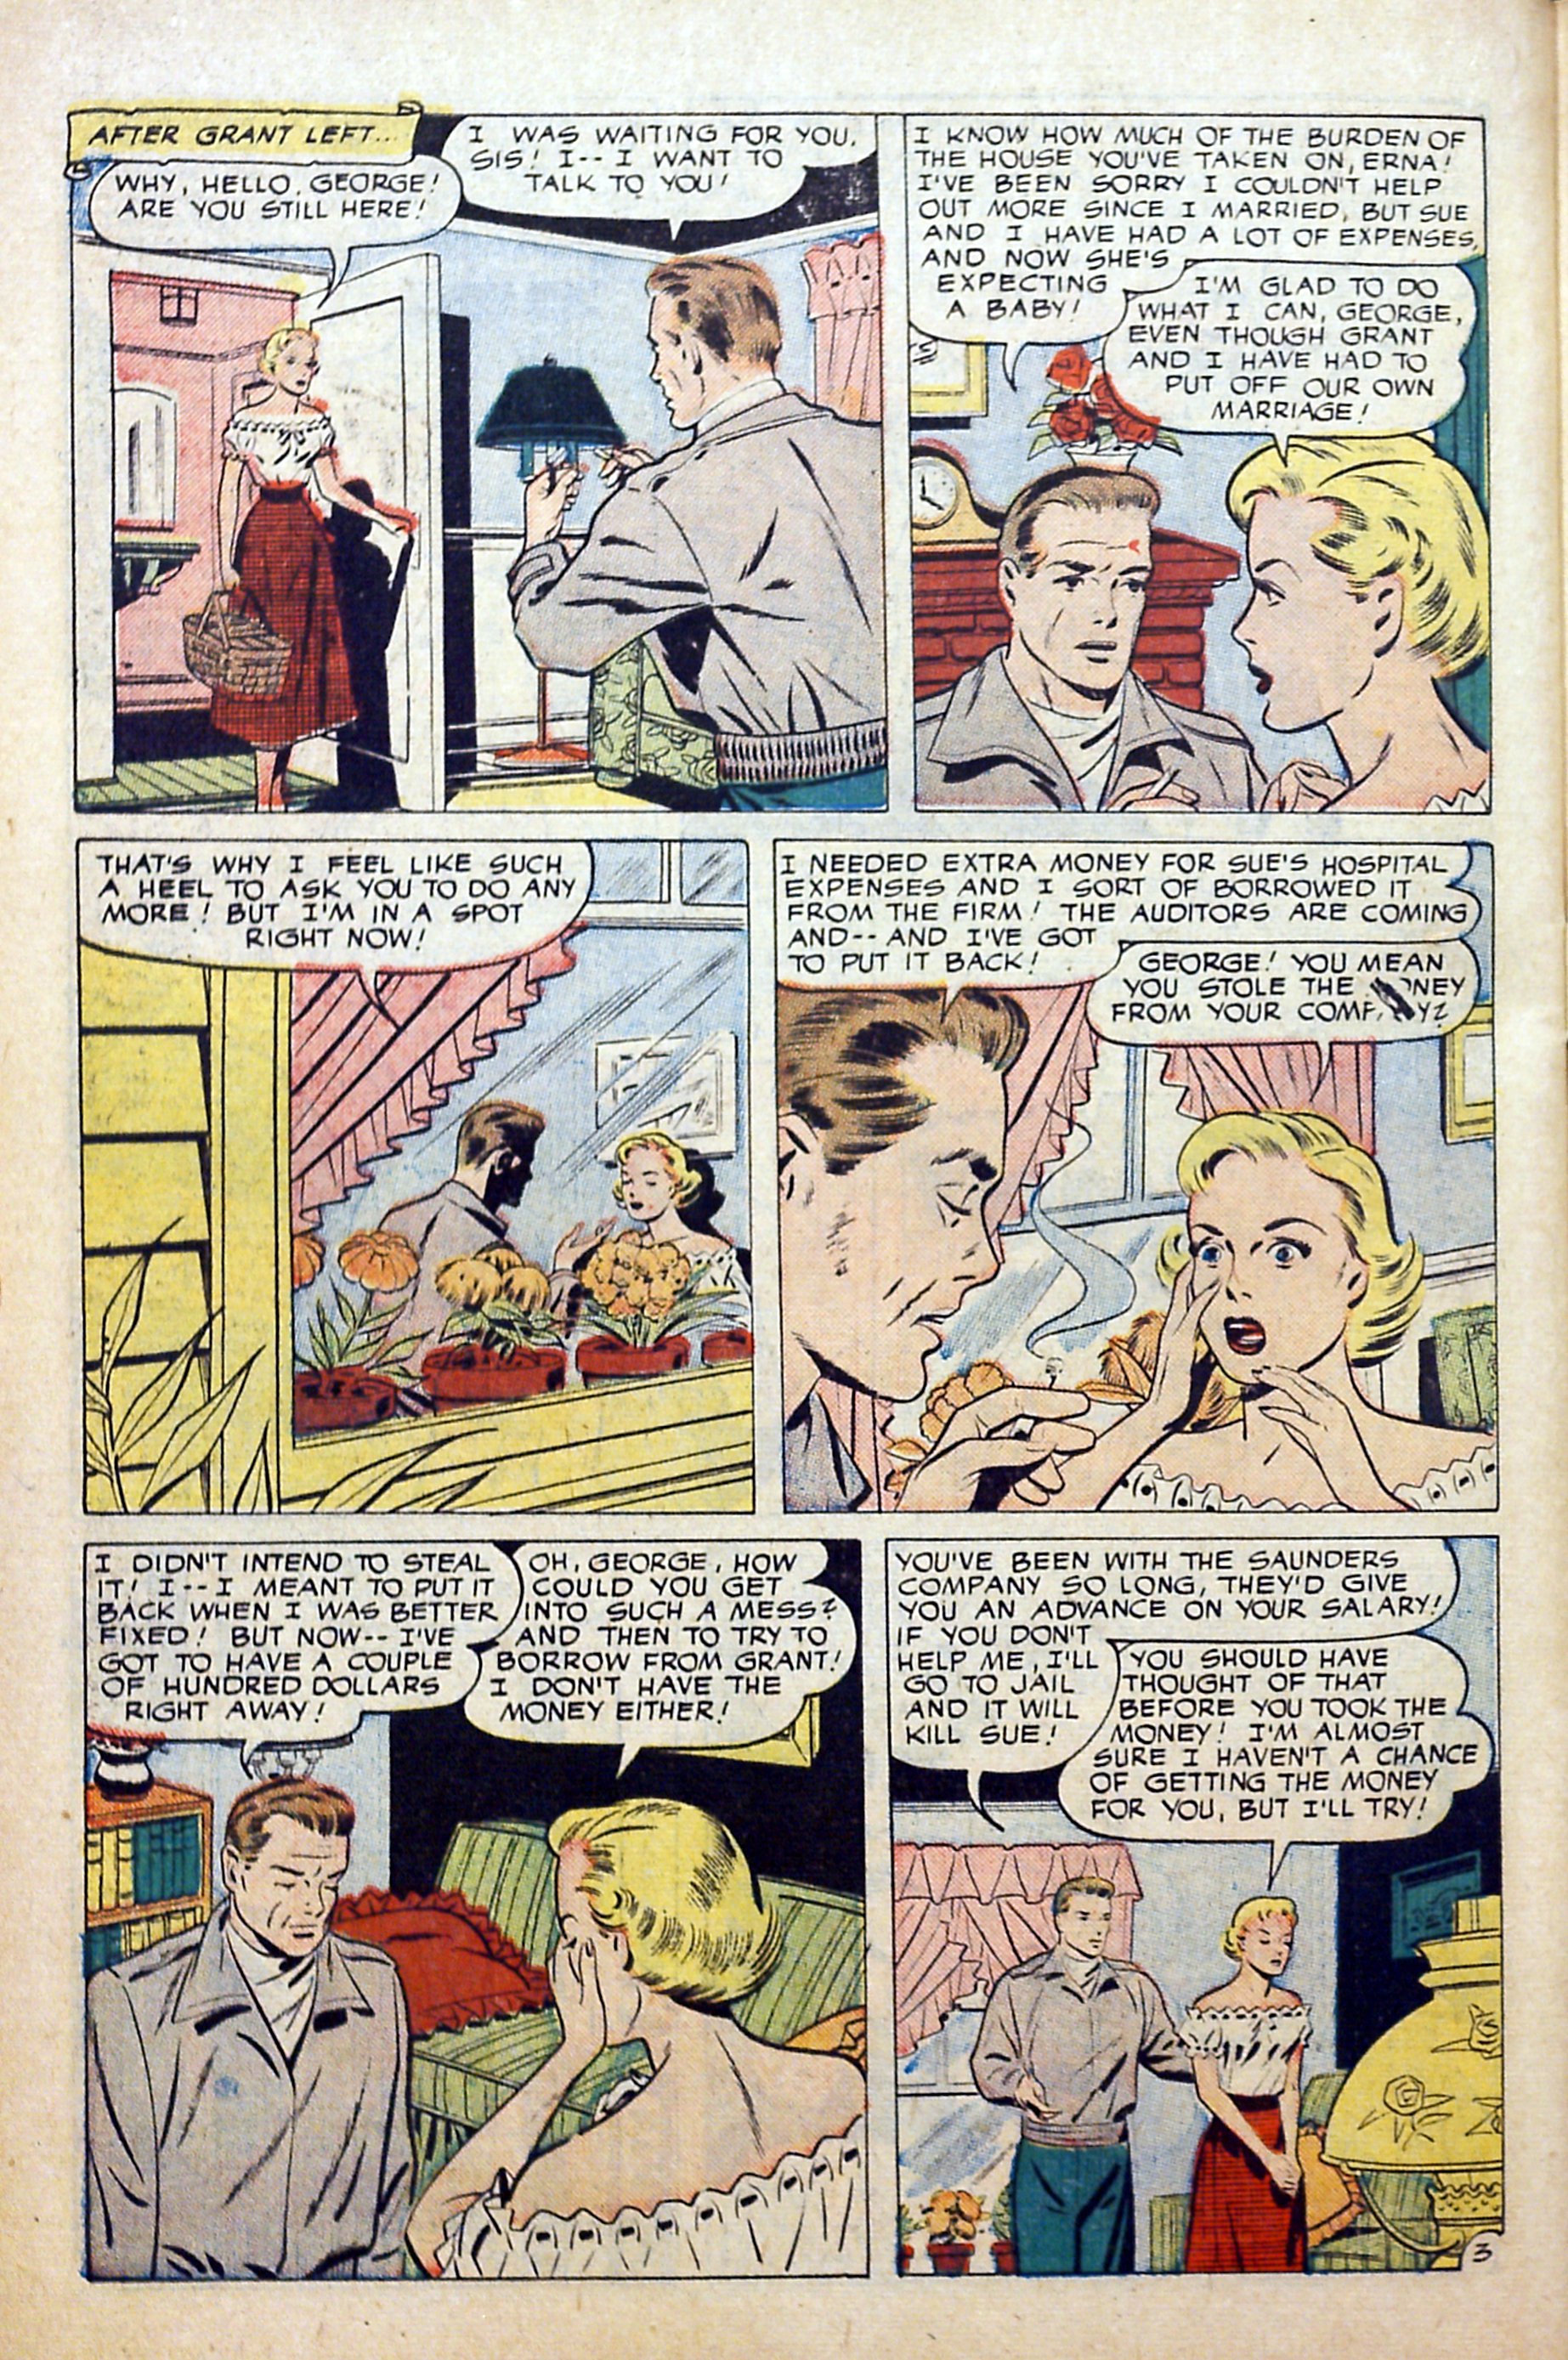 AFTER GRANT LEFT...
WHY, HELLO, GEORGE!
ARE YOU STILL HERE!
I WAS WAITING FOR YOU,
SIS! I-- I WANT TO
TALK TO YOU!
I KNOW HOW MUCH OF THE BURDEN OF
THE HOUSE YOU'VE TAKEN ON, ERNA!
I'VE BEEN SORRY I COULDN'T HELP
OUT MORE SINCE I MARRIED, BUT SUE
AND I HAVE HAD A LOT OF EXPENSES,
AND NOW SHE'S
EXPECTING
A BABY!
I'M GLAD TO DO
WHAT I CAN, GEORGE,
EVEN THOUGH GRANT
AND I HAVE HAD TO
PUT OFF OUR OWN
MARRIAGE!
THAT'S WHY I FEEL LIKE SUCH
A HEEL TO ASK YOU TO DO ANY
MORE! BUT I'M IN A SPOT
RIGHT NOW!
I NEEDED EXTRA MONEY FOR SUE'S HOSPITAL
EXPENSES AND I SORT OF BORROWED IT
FROM THE FIRM! THE AUDITORS ARE COMING
AND-- AND I'VE GOT
TO PUT IT BACK!
GEORGE! YOU MEAN
YOU STOLE THE
FROM YOUR
I DIDN'T INTEND TO STEAL
IT! I-- I MEANT TO PUT IT
BACK WHEN I WAS BETTER
FIXED! BUT NOW-- I'VE
GOT TO HAVE A COUPLE
OF HUNDRED DOLLARS
RIGHT AWAY!
OH, GEORGE, HOW
COULD YOU GET
INTO SUCH A MESS?
AND THEN TO TRY TO
BORROW FROM GRANT!
I DON'T HAVE THE
MONEY EITHER!
YOU'VE BEEN WITH THE SAUNDERS
COMPANY SO LONG, THEY'D GIVE
YOU AN ADVANCE ON YOUR SALARY!
IF YOU DON'T
HELP ME, I'LL
GO TO JAIL
AND IT WILL
KILL SUE!
YOU SHOULD HAVE
THOUGHT OF THAT
BEFORE YOU TOOK THE
MONEY! I'M ALMOST
SURE I HAVEN'T A CHANCE
OF GETTING THE MONEY
FOR YOU, BUT I'LL TRY!
3